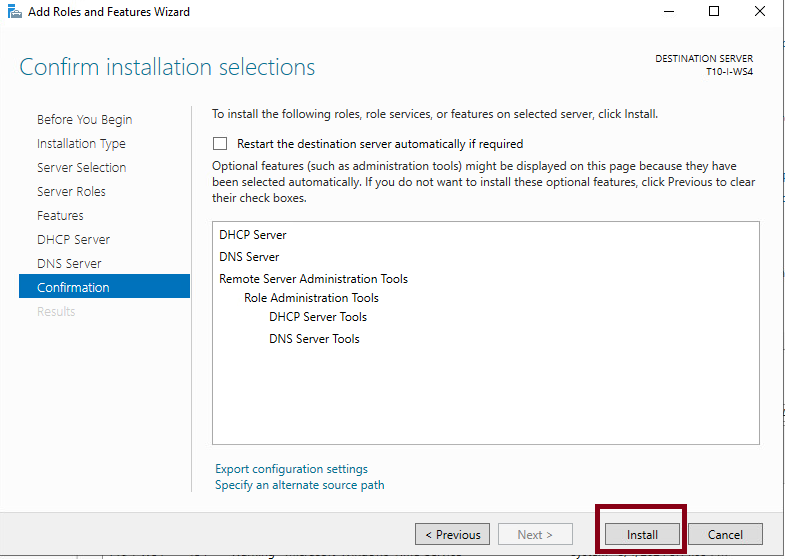 Add Roles and Features Wizard
Confirm installation selections
DESTINATION SERVER
T10-I-WS4
Before You Begin
Installation Type
Server Selection
Server Roles
Features
DHCP Server
DNS Server
Confirmation
Results
To install the following roles, role services, or features on selected server, click Install.
Restart the destination server automatically if required
Optional features (such as administration tools) might be displayed on this page because they have
been selected automatically. If you do not want to install these optional features, click Previous to clear
their check boxes.
DHCP Server
DNS Server
Remote Server Administration Tools
Role Administration Tools
DHCP Server Tools
DNS Server Tools
Export configuration settings
Specify an alternate source path
< Previous
Next >
Install
Cancel